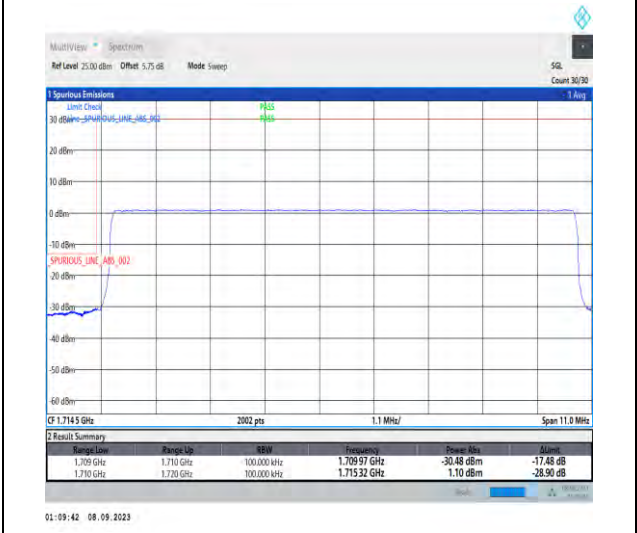 MultiView Spectrum
Ref Level 25.00 dBm Offset 5.75 dB Mode Sweep SGL
Count 30/30
1 Spurious Emissions 1 Avg
Limit Check PASS
30 dBm Line _SPURIOUS_LINE_ABS_002 PASS
20 dBm
10 dBm
0 dBm
-10 dBm
SPURIOUS_LINE_ABS_002
-20 dBm
-30 dBm
-40 dBm
-50 dBm
-60 dBm
CF 1.7145 GHz 2002 pts 1.1 MHz/ Span 11.0 MHz
2 Result Summary
Range Low Range Up RBW Frequency Power Abs ΔLimit
1.709 GHz 1.710 GHz 100.000 kHz 1.70997 GHz -30.48 dBm -17.48 dB
1.710 GHz 1.720 GHz 100.000 kHz 1.71532 GHz 1.10 dBm -28.90 dB
01:09:42 08.09.2023